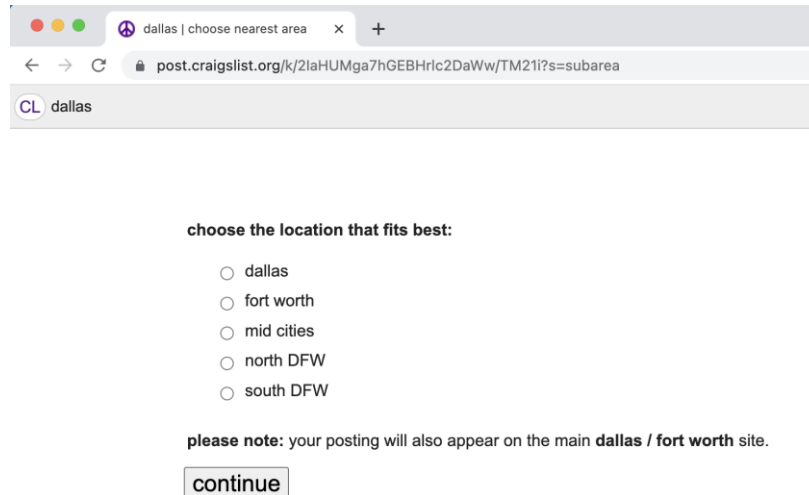 dallas | choose nearest area
post.craigslist.org/k/2IaHUMga7hGEBHrlc2DaWw/TM21i?s=subarea
CL dallas
choose the location that fits best:
dallas
fort worth
mid cities
north DFW
south DFW
please note: your posting will also appear on the main dallas / fort worth site.
continue